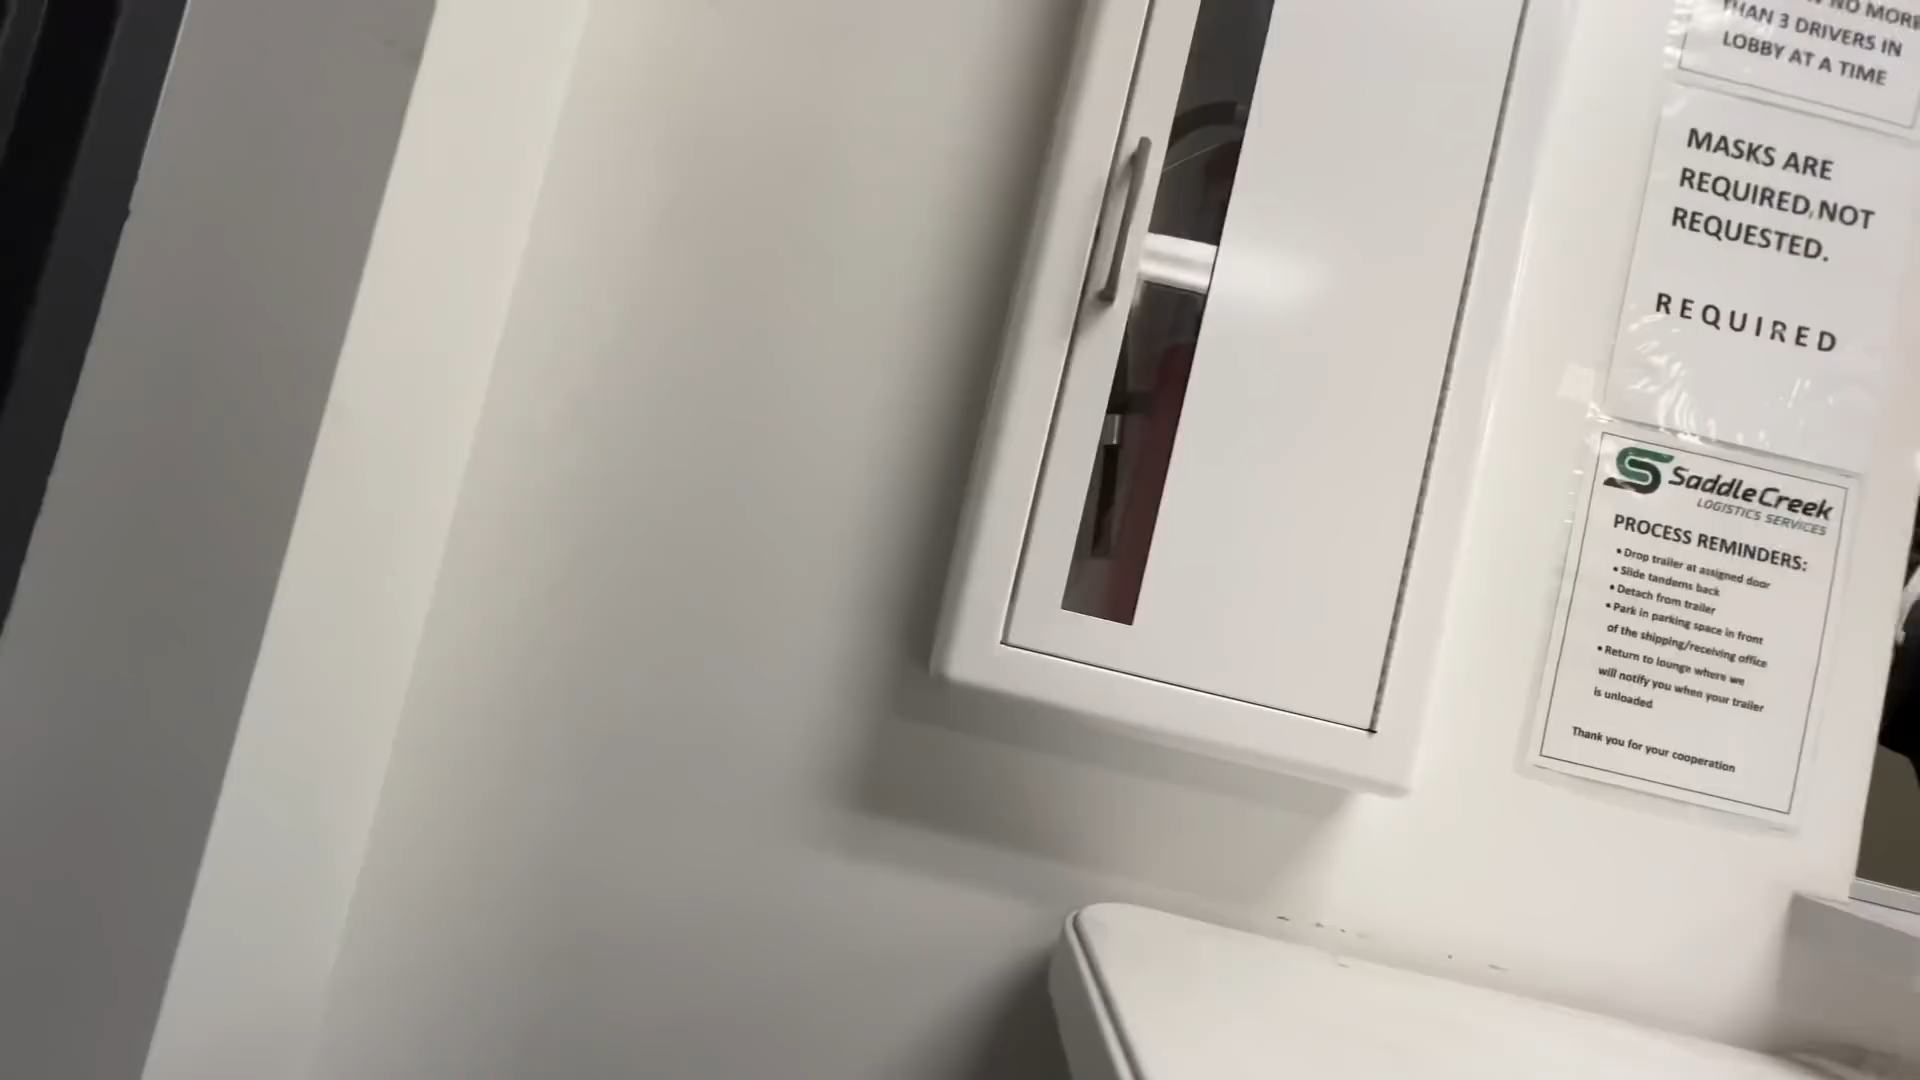 NO MORE
THAN 3 DRIVERS IN
LOBBY AT A TIME
MASKS ARE
REQUIRED, NOT
REQUESTED.
REQUIRED
SaddleCreek
LOGISTICS SERVICES
PROCESS REMINDERS:
• Drop trailer at assigned door
• Slide tandems back
• Detach from trailer
• Park in parking space in front
of the shipping/receiving office
• Return to lounge where we
will notify you when your trailer
is unloaded
Thank you for your cooperation